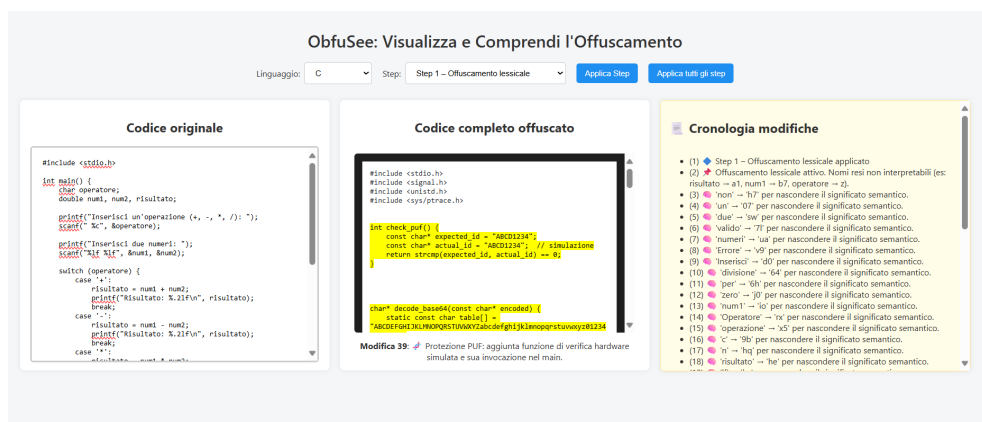 ObfuSee: Visualizza e Comprendi l'Offuscamento
Linguaggio: C Step: Step 1 – Offuscamento lessicale Applica Step Applica tutti gli step
Codice originale
#include <stdio.h>
int main() {
char operatore;
double num1, num2, risultato;
printf("Inserisci un'operazione (+, -, *, /): ");
scanf(" %c", &operatore);
printf("Inserisci due numeri: ");
scanf("%lf %lf", &num1, &num2);
switch (operatore) {
case '+':
risultato = num1 + num2;
printf("Risultato: %.2lf\n", risultato);
break;
case '-':
risultato = num1 - num2;
printf("Risultato: %.2lf\n", risultato);
break;
case '*':
Codice completo offuscato
#include <stdio.h>
#include <signal.h>
#include <unistd.h>
#include <sys/ptrace.h>
int check_puf() {
const char* expected_id = "ABCD1234";
const char* actual_id = "ABCD1234"; // simulazione
return strcmp(expected_id, actual_id) == 0;
}
char* decode_base64(const char* encoded) {
static const char table[] =
"ABCDEFGHIJKLMNOPQRSTUVWXYZabcdefghijklmnopqrstuvwxyz01234
Modifica 39: Protezione PUF: aggiunta funzione di verifica hardware
simulata e sua invocazione nel main.
Cronologia modifiche
(1) Step 1 – Offuscamento lessicale applicato
(2) Offuscamento lessicale attivo. Nomi resi non interpretabili (es:
risultato → a1, num1 → b7, operatore → z).
(3) 'non' → 'h7' per nascondere il significato semantico.
(4) 'un' → '07' per nascondere il significato semantico.
(5) 'due' → 'sw' per nascondere il significato semantico.
(6) 'valido' → '7l' per nascondere il significato semantico.
(7) 'numeri' → 'ua' per nascondere il significato semantico.
(8) 'Errore' → 'v9' per nascondere il significato semantico.
(9) 'Inserisci' → 'd0' per nascondere il significato semantico.
(10) 'divisione' → '64' per nascondere il significato semantico.
(11) 'per' → '6h' per nascondere il significato semantico.
(12) 'zero' → 'j0' per nascondere il significato semantico.
(13) 'num1' → 'io' per nascondere il significato semantico.
(14) 'Operatore' → 'rx' per nascondere il significato semantico.
(15) 'operazione' → 'x5' per nascondere il significato semantico.
(16) 'c' → '9b' per nascondere il significato semantico.
(17) 'n' → 'hq' per nascondere il significato semantico.
(18) 'risultato' → 'he' per nascondere il significato semantico.